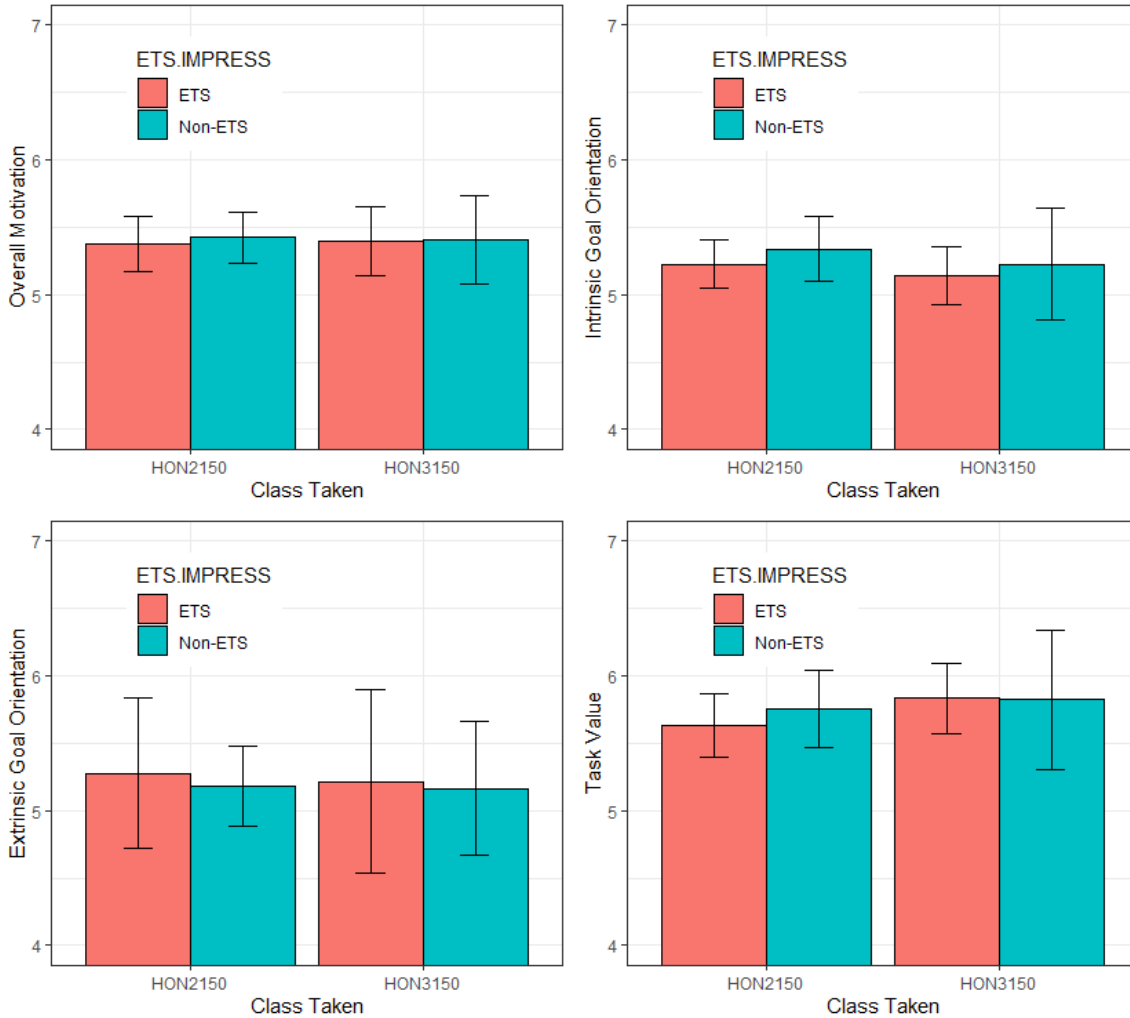 7
6
5
4
Overall Motivation
ETS.IMPRESS
ETS
Non-ETS
HON2150
HON3150
Class Taken
7
6
5
4
Intrinsic Goal Orientation
ETS.IMPRESS
ETS
Non-ETS
HON2150
HON3150
Class Taken
7
6
5
4
Extrinsic Goal Orientation
ETS.IMPRESS
ETS
Non-ETS
HON2150
HON3150
Class Taken
7
6
5
4
Task Value
ETS.IMPRESS
ETS
Non-ETS
HON2150
HON3150
Class Taken